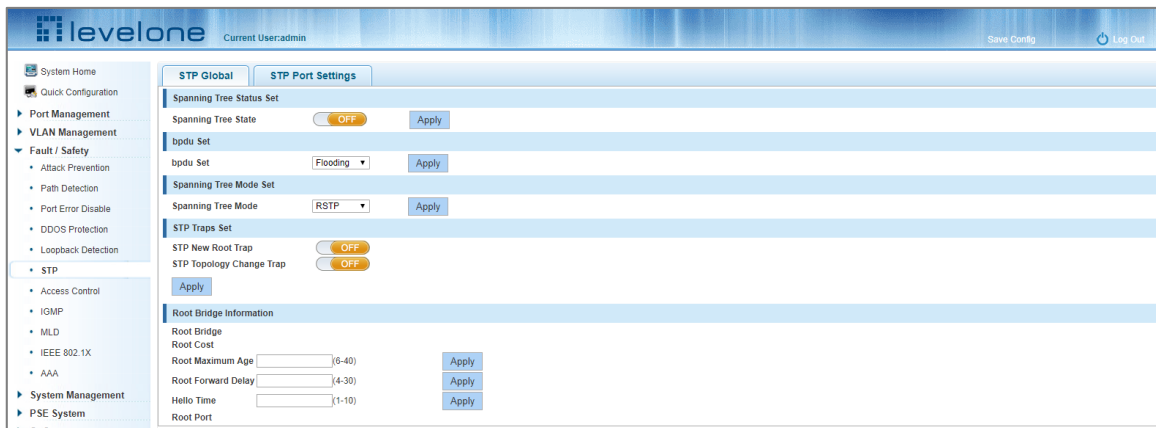 levelone
Current User:admin
Save Config
Log Out
System Home
Quick Configuration
Port Management
VLAN Management
Fault / Safety
Attack Prevention
Path Detection
Port Error Disable
DDOS Protection
Loopback Detection
STP
Access Control
IGMP
MLD
IEEE 802.1X
AAA
System Management
PSE System
STP Global
STP Port Settings
Spanning Tree Status Set
Spanning Tree State OFF Apply
bpdu Set
bpdu Set Flooding Apply
Spanning Tree Mode Set
Spanning Tree Mode RSTP Apply
STP Traps Set
STP New Root Trap OFF
STP Topology Change Trap OFF
Apply
Root Bridge Information
Root Bridge
Root Cost
Root Maximum Age (6-40) Apply
Root Forward Delay (4-30) Apply
Hello Time (1-10) Apply
Root Port